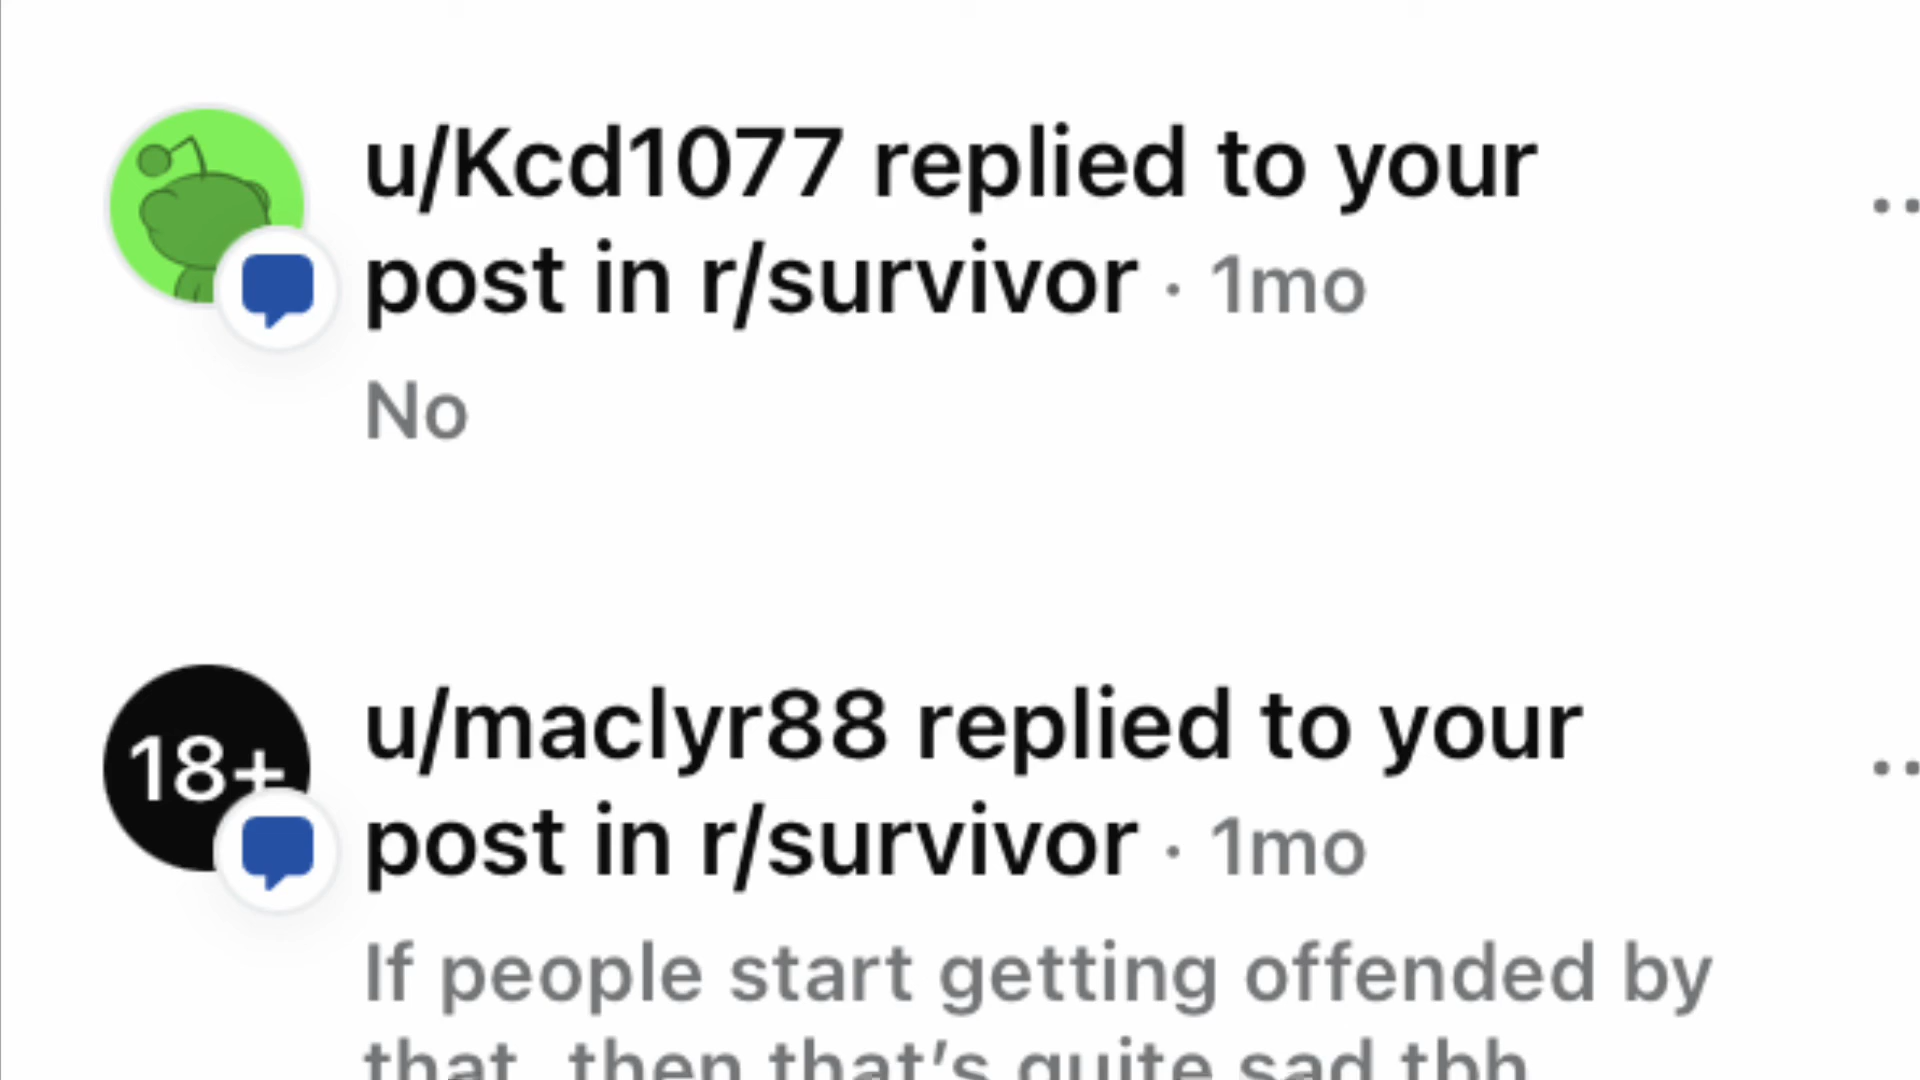 u/Kcd1077 replied to your
post in r/survivor · 1mo
No
18+
u/maclyr88 replied to your
post in r/survivor · 1mo
If people start getting offended by
that, then that’s quite sad tbh